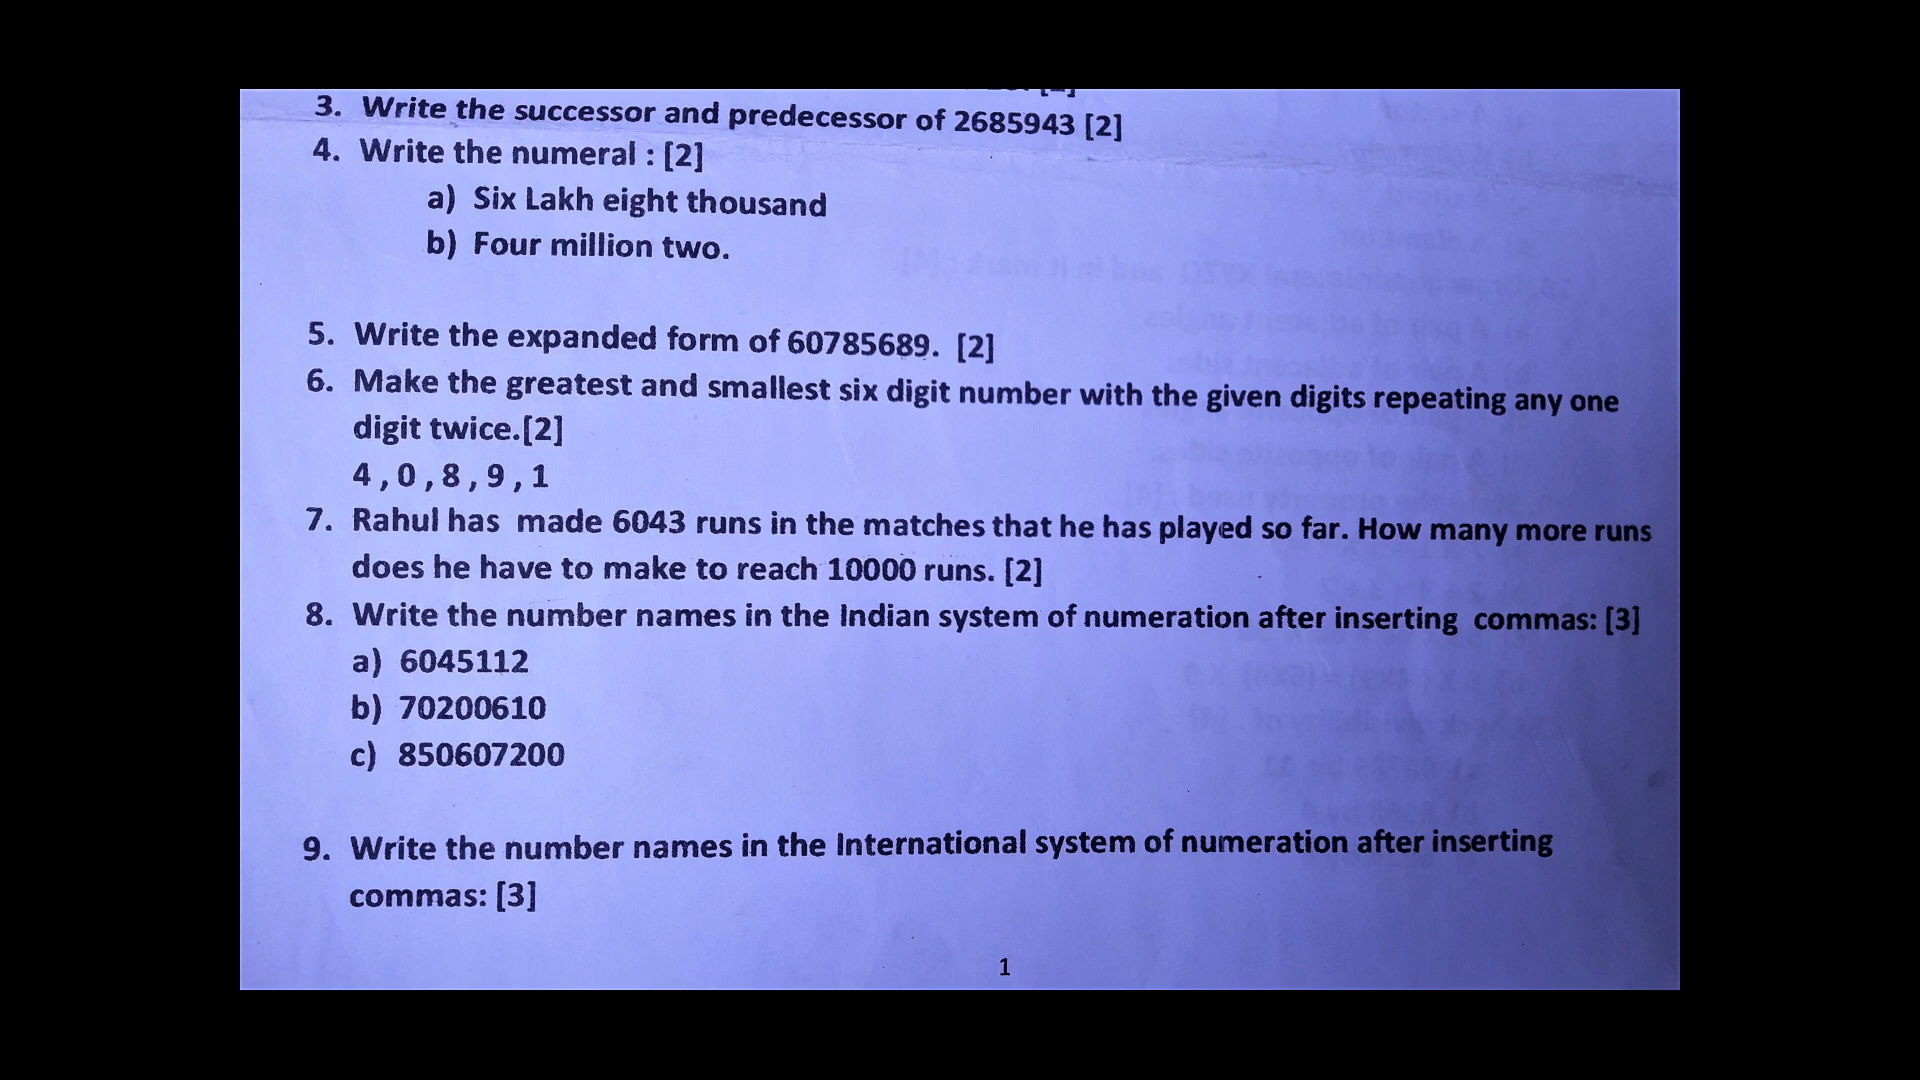 3. Write the successor and predecessor of 2685943 [2]
4. Write the numeral : [2]
a) Six Lakh eight thousand
b) Four million two.
5. Write the expanded form of 60785689. [2]
6. Make the greatest and smallest six digit number with the given digits repeating any one
digit twice.[2]
4 , 0 , 8 , 9 , 1
7. Rahul has made 6043 runs in the matches that he has played so far. How many more runs
does he have to make to reach 10000 runs. [2]
8. Write the number names in the Indian system of numeration after inserting commas: [3]
a) 6045112
b) 70200610
c) 850607200
9. Write the number names in the International system of numeration after inserting
commas: [3]
1